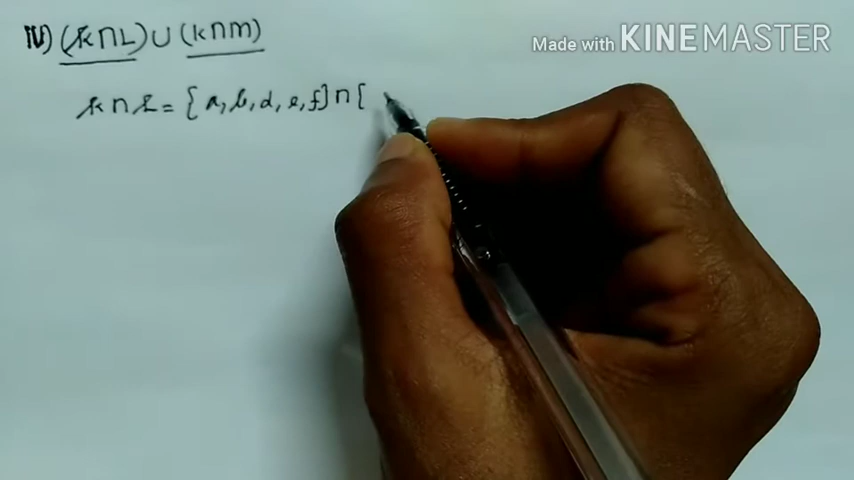 IV) (K∩L)∪(K∩M)
Made with KINEMASTER
K∩L = {a, b, d, e, f}∩{